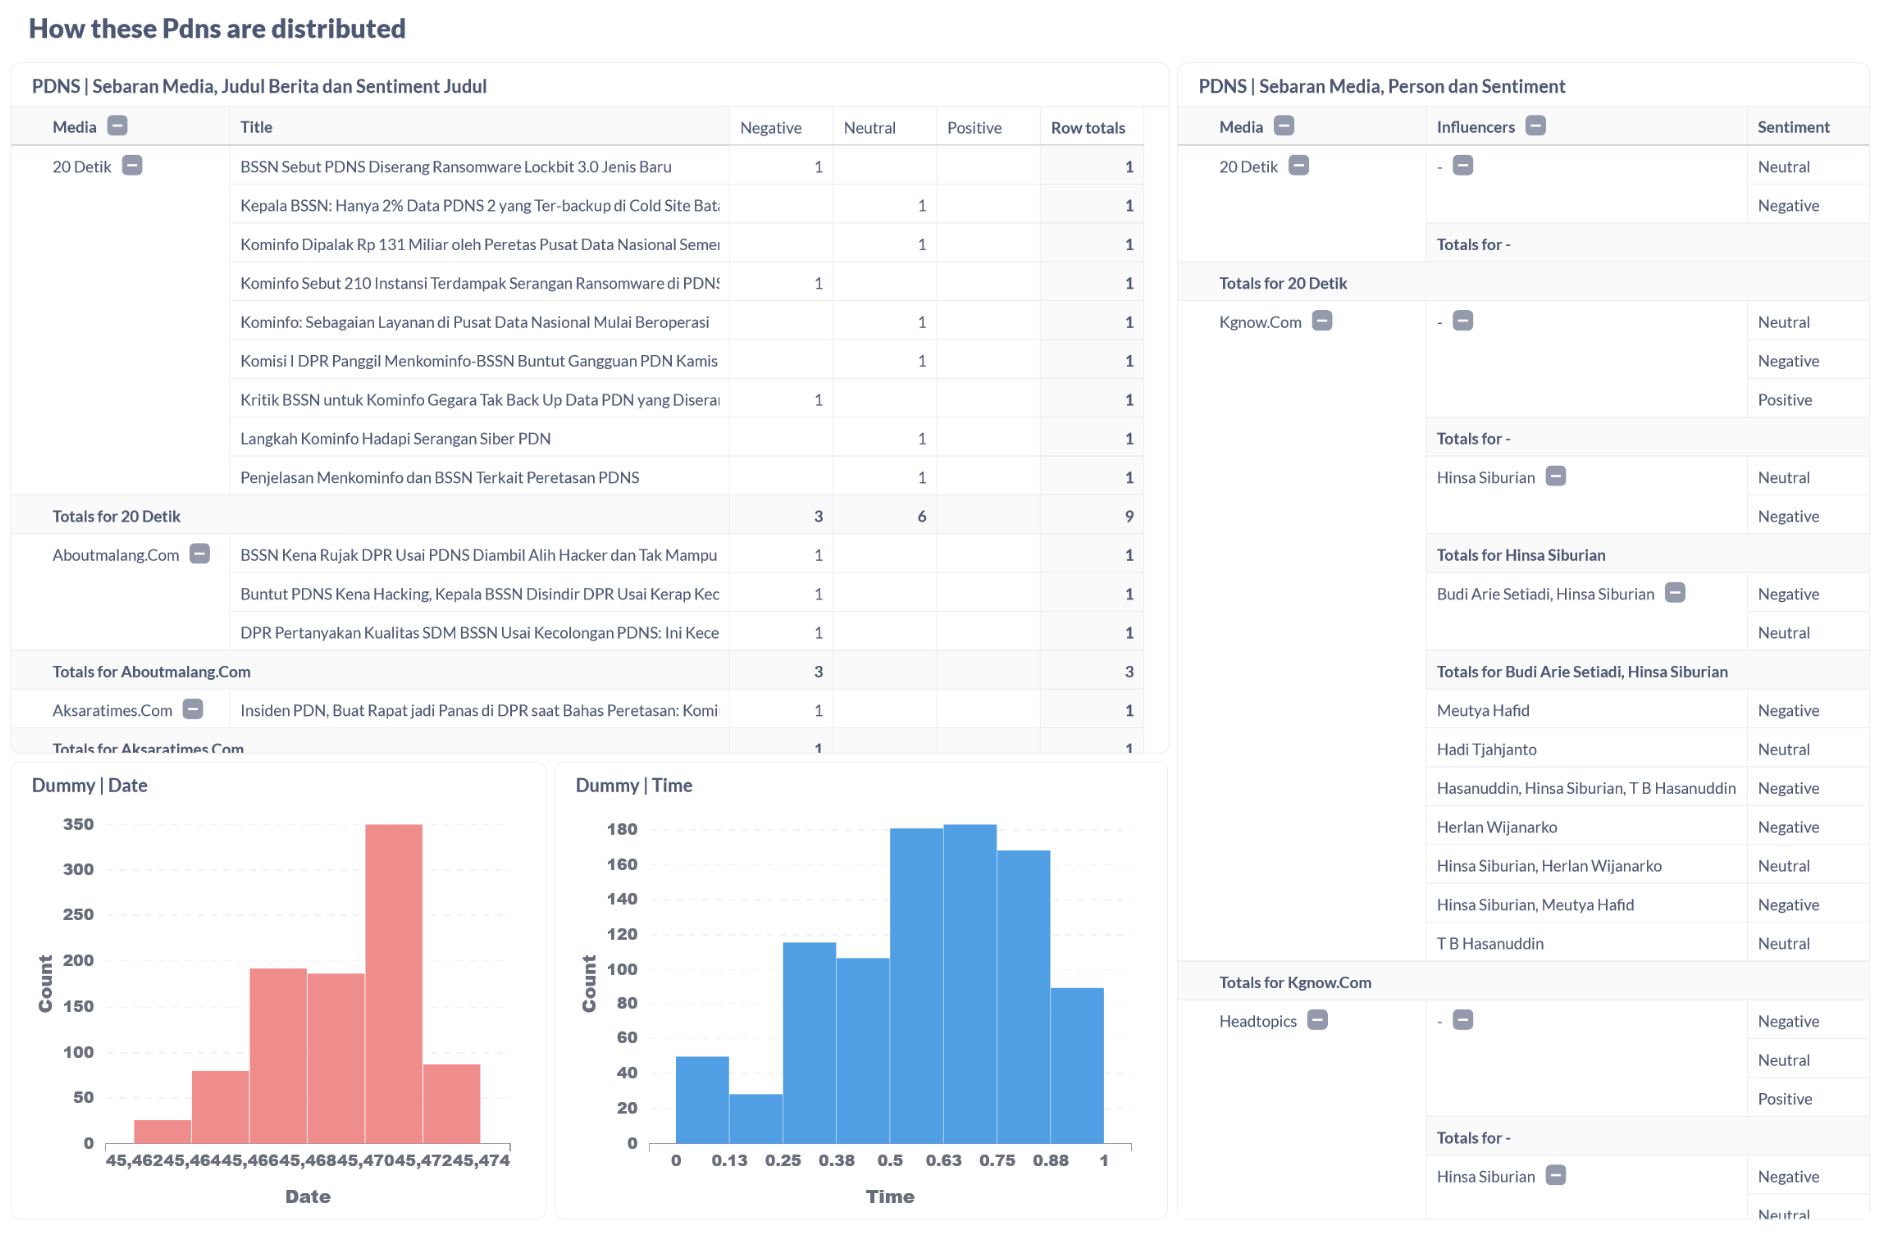 How these Pdns are distributed
PDNS | Sebaran Media, Judul Berita dan Sentiment Judul
Media Title Negative Neutral Positive Row totals
20 Detik BSSN Sebut PDNS Diserang Ransomware Lockbit 3.0 Jenis Baru 1 1
Kepala BSSN: Hanya 2% Data PDNS 2 yang Ter-backup di Cold Site 1 1
Kominfo Dipalak Rp 131 Miliar oleh Peretas Pusat Data Nasional 1 1
Kominfo Sebut 210 Instansi Terdampak Serangan Ransomware di 1 1
Kominfo: Sebagaian Layanan di Pusat Data Nasional Mulai Beroperasi 1 1
Komisi I DPR Panggil Menkominfo-BSSN Buntut Gangguan PDN Kamis 1 1
Kritik BSSN untuk Kominfo Gegara Tak Back Up Data PDN yang 1 1
Langkah Kominfo Hadapi Serangan Siber PDN 1 1
Penjelasan Menkominfo dan BSSN Terkait Peretasan PDNS 1 1
Totals for 20 Detik 3 6 9
Aboutmalang.Com BSSN Kena Rujak DPR Usai PDNS Diambil Alih Hacker dan Tak Mampu 1 1
Buntut PDNS Kena Hacking, Kepala BSSN Disindir DPR Usai Kerap Kec 1 1
DPR Pertanyakan Kualitas SDM BSSN Usai Kecolongan PDNS: Ini Kece 1 1
Totals for Aboutmalang.Com 3 3
Aksaratimes.Com Insiden PDN, Buat Rapat jadi Panas di DPR saat Bahas Peretasan: Komi 1 1
Totals for Aksaratimes.Com 1 1
PDNS | Sebaran Media, Person dan Sentiment
Media Influencers Sentiment
20 Detik - Neutral
Negative
Totals for -
Totals for 20 Detik
Kgnow.Com - Neutral
Negative
Positive
Totals for -
Hinsa Siburian Neutral
Negative
Totals for Hinsa Siburian
Budi Arie Setiadi, Hinsa Siburian Negative
Neutral
Totals for Budi Arie Setiadi, Hinsa Siburian
Meutya Hafid Negative
Hadi Tjahjanto Neutral
Hasanuddin, Hinsa Siburian, T B Hasanuddin Negative
Herlan Wijanarko Negative
Hinsa Siburian, Herlan Wijanarko Neutral
Hinsa Siburian, Meutya Hafid Negative
T B Hasanuddin Neutral
Totals for Kgnow.Com
Headtopics - Negative
Neutral
Positive
Totals for -
Hinsa Siburian Negative
Neutral
Dummy | Date
350
300
250
200
150
100
50
0
Count
45,462 45,464 45,466 45,468 45,470 45,472 45,474
Date
Dummy | Time
180
160
140
120
100
80
60
40
20
0
Count
0 0.13 0.25 0.38 0.5 0.63 0.75 0.88 1
Time